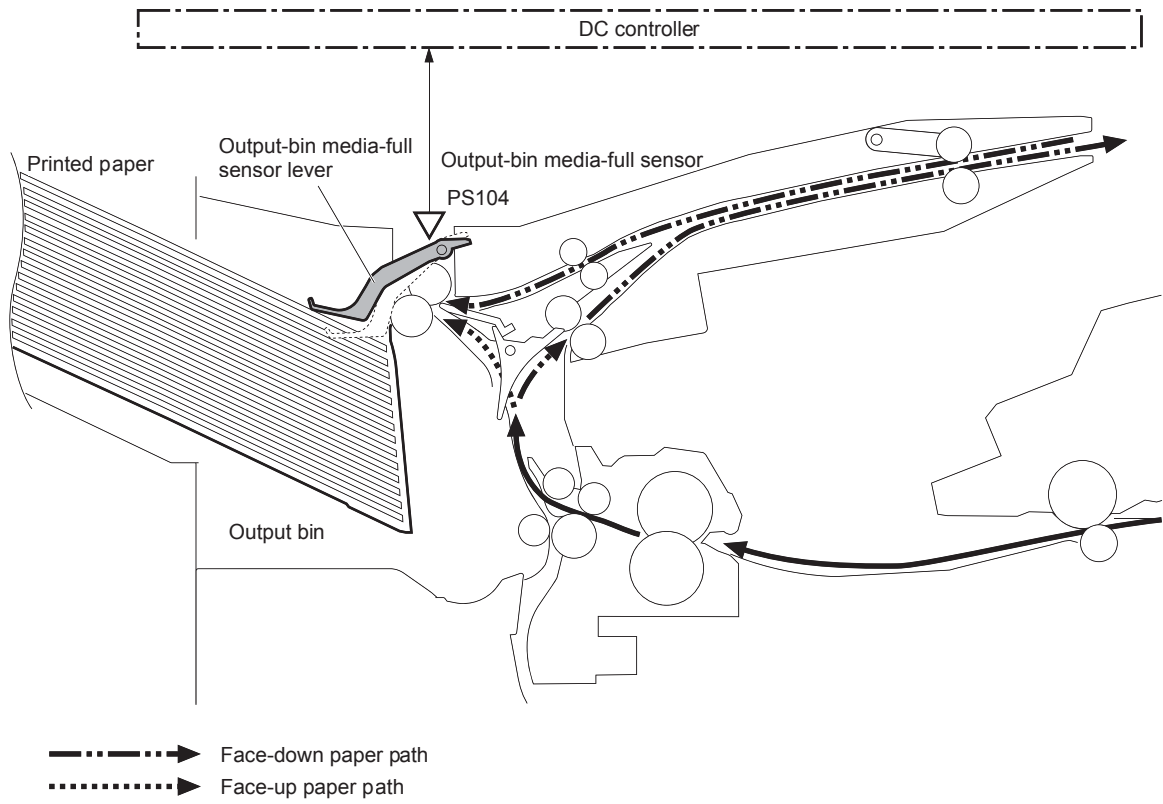 DC controller
Output-bin media-full
sensor lever
Printed paper
Output-bin media-full sensor
PS104
Output bin
Face-down paper path
Face-up paper path